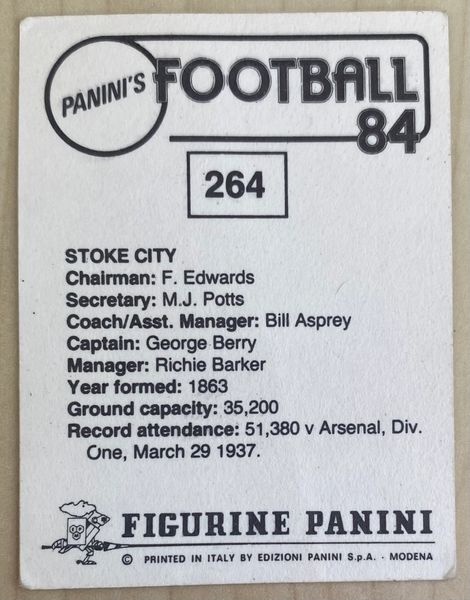 PANINI'S FOOTBALL
84
264
STOKE CITY
Chairman: F. Edwards
Secretary: M.J. Potts
Coach/Asst. Manager: Bill Asprey
Captain: George Berry
Manager: Richie Barker
Year formed: 1863
Ground capacity: 35,200
Record attendance: 51,380 v Arsenal, Div.
One, March 29 1937.
FIGURINE PANINI
© PRINTED IN ITALY BY EDIZIONI PANINI S.p.A. - MODENA